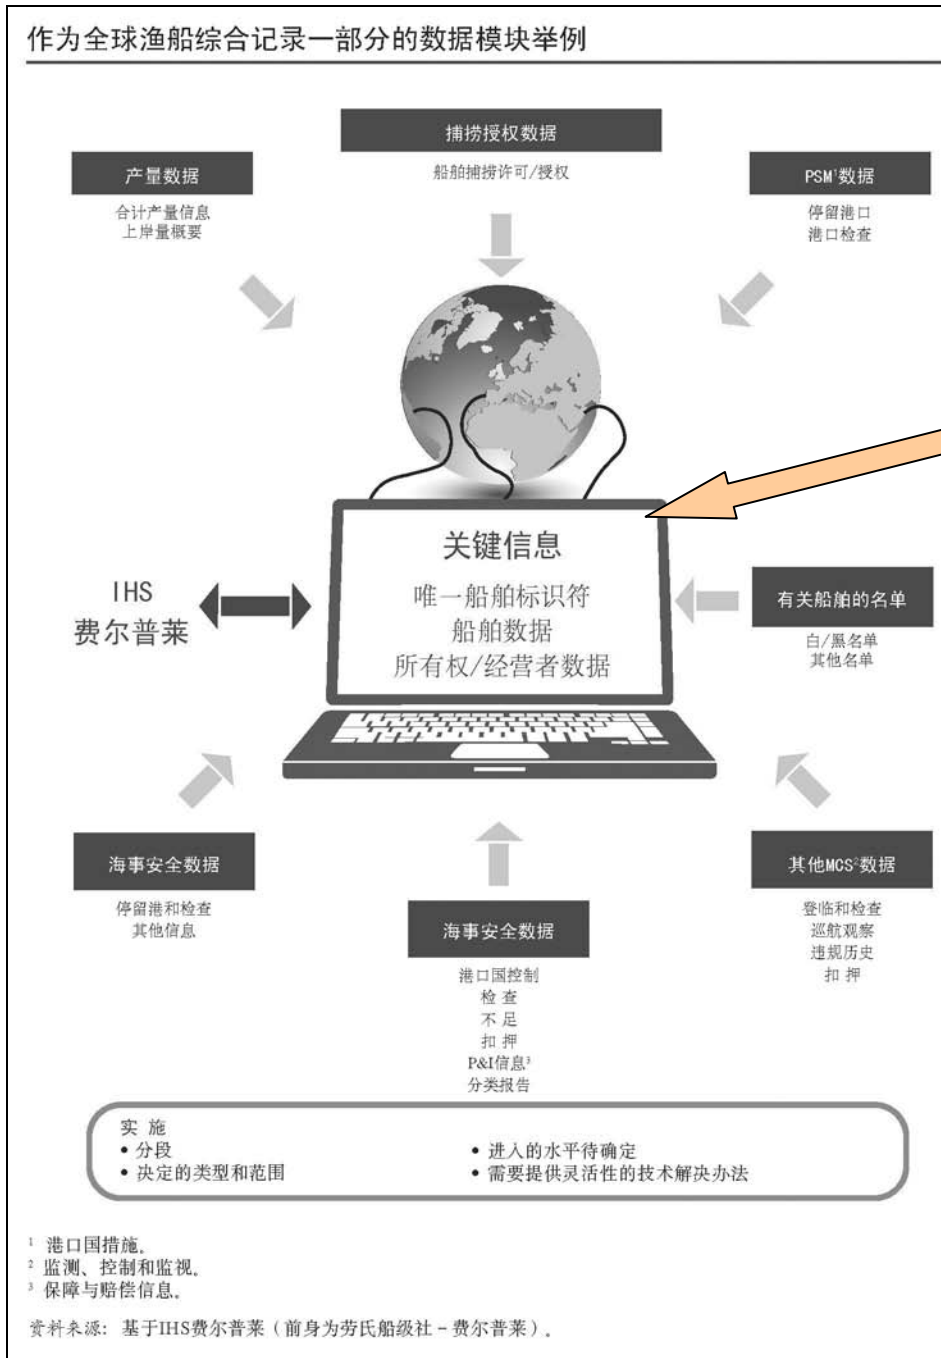 作为全球渔船综合记录一部分的数据模块举例
捕捞授权数据
船舶捕捞许可/授权
产量数据
合计产量信息
上岸量概要
PSM¹数据
停留港口
港口检查
关键信息
唯一船舶标识符
船舶数据
所有权/经营者数据
IHS
费尔普莱
有关船舶的名单
白/黑名单
其他名单
海事安全数据
停留港和检查
其他信息
海事安全数据
港口国控制
检 查
不 足
扣 押
P&I信息³
分类报告
其他MCS²数据
登临和检查
巡航观察
违规历史
扣 押
实 施
• 分段
• 决定的类型和范围
• 进入的水平待确定
• 需要提供灵活性的技术解决办法
¹ 港口国措施。
² 监测、控制和监视。
³ 保障与赔偿信息。
资料来源: 基于IHS费尔普莱（前身为劳氏船级社－费尔普莱）。